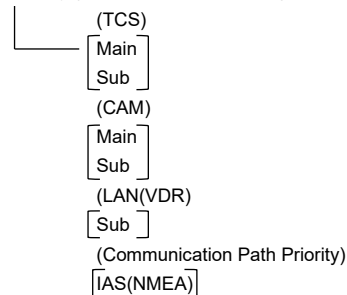 (TCS)
Main
Sub
(CAM)
Main
Sub
(LAN(VDR)
Sub
(Communication Path Priority)
IAS(NMEA)